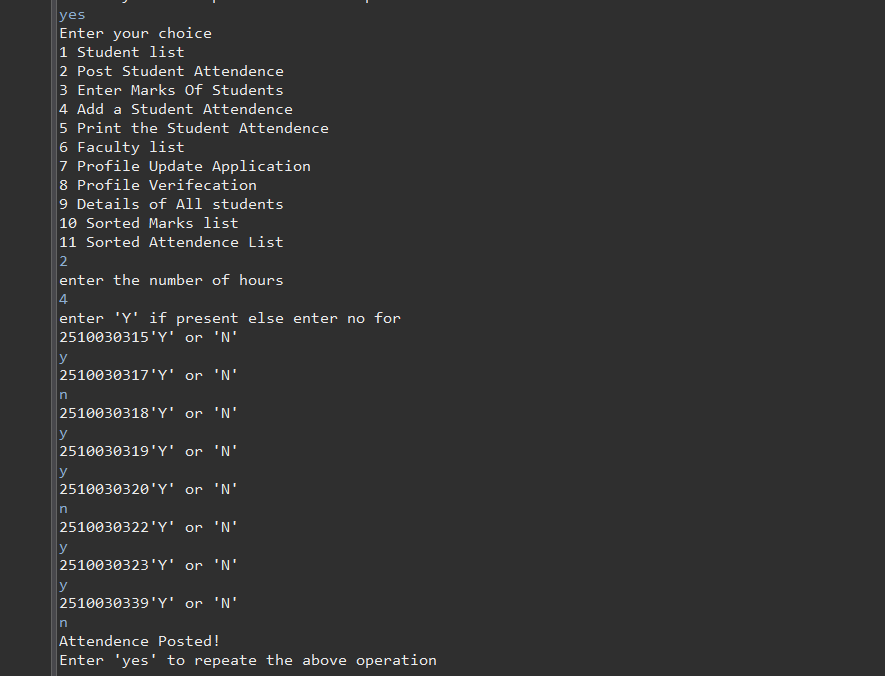 yes
Enter your choice
1 Student list
2 Post Student Attendence
3 Enter Marks Of Students
4 Add a Student Attendence
5 Print the Student Attendence
6 Faculty list
7 Profile Update Application
8 Profile Verifecation
9 Details of All students
10 Sorted Marks list
11 Sorted Attendence List
2
enter the number of hours
4
enter 'Y' if present else enter no for
2510030315'Y' or 'N'
y
2510030317'Y' or 'N'
n
2510030318'Y' or 'N'
y
2510030319'Y' or 'N'
y
2510030320'Y' or 'N'
n
2510030322'Y' or 'N'
y
2510030323'Y' or 'N'
y
2510030339'Y' or 'N'
n
Attendence Posted!
Enter 'yes' to repeate the above operation